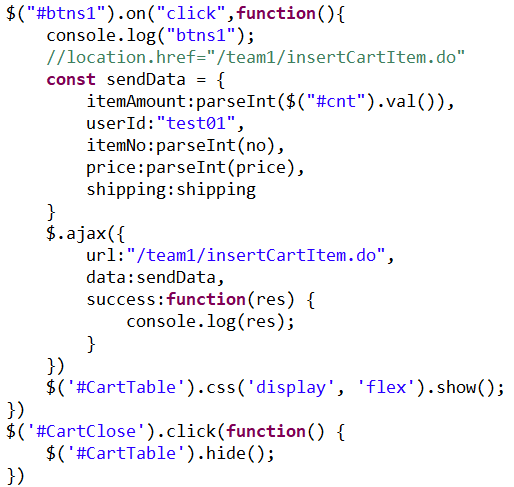 $("#btns1").on("click",function(){
    console.log("btns1");
    //location.href="/team1/insertCartItem.do"
    const sendData = {
        itemAmount:parseInt($("#cnt").val()),
        userId:"test01",
        itemNo:parseInt(no),
        price:parseInt(price),
        shipping:shipping
    }
    $.ajax({
        url:"/team1/insertCartItem.do",
        data:sendData,
        success:function(res) {
            console.log(res);
        }
    })
    $('#CartTable').css('display', 'flex').show();
})
$('#CartClose').click(function() {
    $('#CartTable').hide();
})